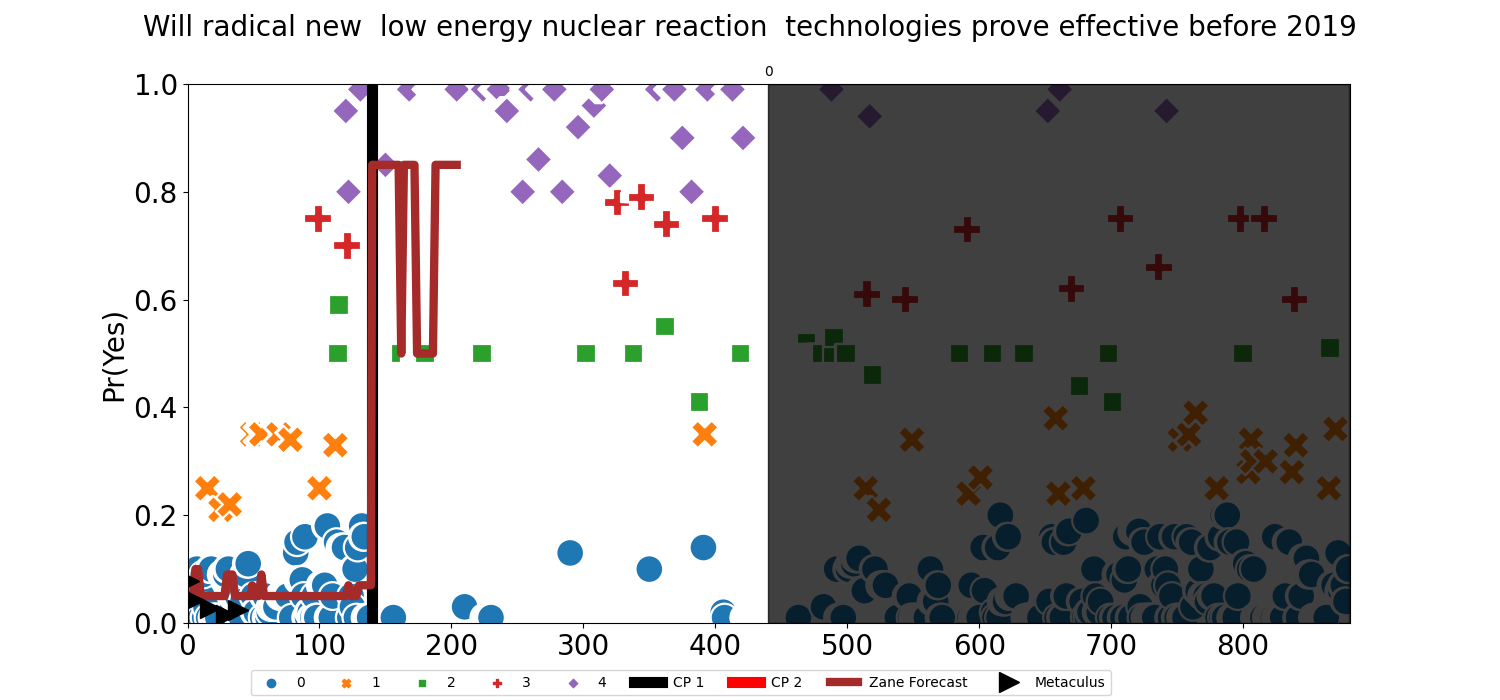 Will radical new  low energy nuclear reaction  technologies prove effective before 2019
0
1.0
0.8
0.6
0.4
0.2
0.0
Pr(Yes)
0 100 200 300 400 500 600 700 800
0 1 2 3 4 CP 1 CP 2 Zane Forecast Metaculus